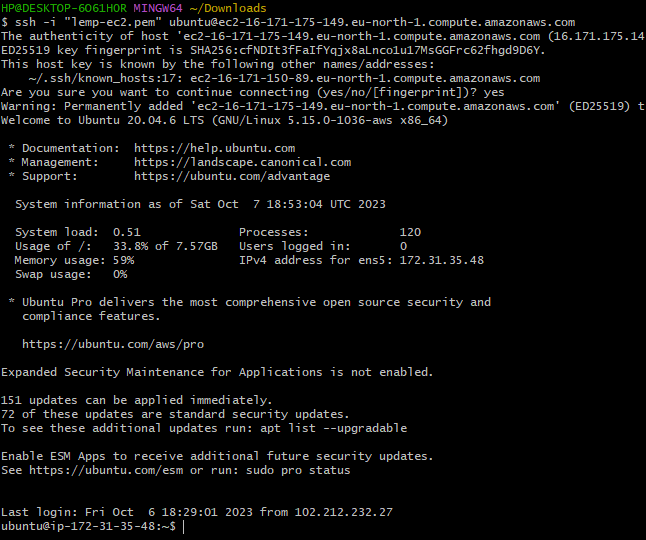 HP@DESKTOP-6O61HOR MINGW64 ~/Downloads
$ ssh -i "lemp-ec2.pem" ubuntu@ec2-16-171-175-149.eu-north-1.compute.amazonaws.com
The authenticity of host 'ec2-16-171-175-149.eu-north-1.compute.amazonaws.com (16.171.175.14
ED25519 key fingerprint is SHA256:cfNDIt3fFaIfYqjx8aLnco1u17MsGGFrc62fhgd9D6Y.
This host key is known by the following other names/addresses:
    ~/.ssh/known_hosts:17: ec2-16-171-150-89.eu-north-1.compute.amazonaws.com
Are you sure you want to continue connecting (yes/no/[fingerprint])? yes
Warning: Permanently added 'ec2-16-171-175-149.eu-north-1.compute.amazonaws.com' (ED25519) t
Welcome to Ubuntu 20.04.6 LTS (GNU/Linux 5.15.0-1036-aws x86_64)

 * Documentation:  https://help.ubuntu.com
 * Management:     https://landscape.canonical.com
 * Support:        https://ubuntu.com/advantage

  System information as of Sat Oct  7 18:53:04 UTC 2023

  System load:  0.51              Processes:             120
  Usage of /:   33.8% of 7.57GB   Users logged in:       0
  Memory usage: 59%               IPv4 address for ens5: 172.31.35.48
  Swap usage:   0%

 * Ubuntu Pro delivers the most comprehensive open source security and
   compliance features.

   https://ubuntu.com/aws/pro

Expanded Security Maintenance for Applications is not enabled.

151 updates can be applied immediately.
72 of these updates are standard security updates.
To see these additional updates run: apt list --upgradable

Enable ESM Apps to receive additional future security updates.
See https://ubuntu.com/esm or run: sudo pro status


Last login: Fri Oct  6 18:29:01 2023 from 102.212.232.27
ubuntu@ip-172-31-35-48:~$